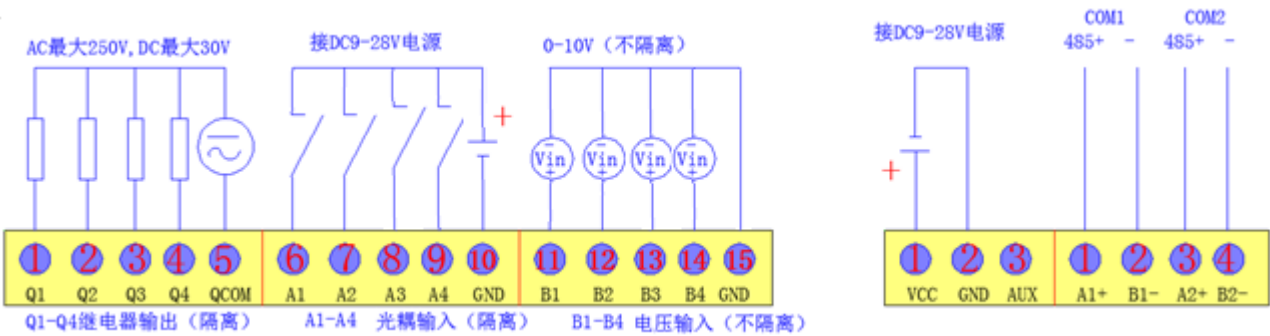 AC最大250V,DC最大30V
接DC9-28V电源
0-10V（不隔离）
接DC9-28V电源
COM1 COM2
485+ - 485+ -
+
Vin Vin Vin Vin
+
1 2 3 4 5 6 7 8 9 10 11 12 13 14 15
Q1 Q2 Q3 Q4 QCOM A1 A2 A3 A4 GND B1 B2 B3 B4 GND
1 2 3 1 2 3 4
VCC GND AUX A1+ B1- A2+ B2-
Q1-Q4继电器输出（隔离） A1-A4 光耦输入（隔离） B1-B4 电压输入（不隔离）